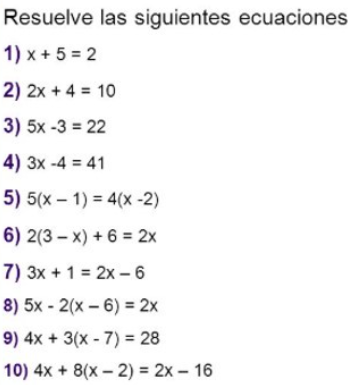 Resuelve las siguientes ecuaciones
1) x + 5 = 2
2) 2x + 4 = 10
3) 5x -3 = 22
4) 3x -4 = 41
5) 5(x – 1) = 4(x -2)
6) 2(3 – x) + 6 = 2x
7) 3x + 1 = 2x – 6
8) 5x - 2(x – 6) = 2x
9) 4x + 3(x - 7) = 28
10) 4x + 8(x – 2) = 2x – 16